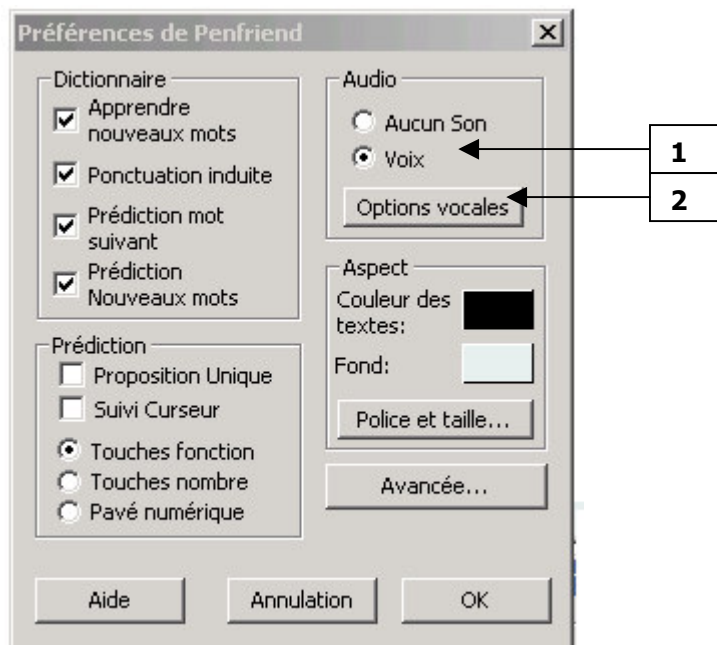 Préférences de Penfriend
Dictionnaire
Apprendre
nouveaux mots
Ponctuation induite
Prédiction mot
suivant
Prédiction
Nouveaux mots
Prédiction
Proposition Unique
Suivi Curseur
Touches fonction
Touches nombre
Pavé numérique
Audio
Aucun Son
Voix
Options vocales
1
2
Aspect
Couleur des
textes:
Fond:
Police et taille...
Avancée...
Aide
Annulation
OK